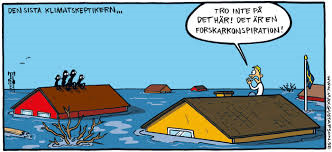 DEN SISTA KLIMATSKEPTIKERN...
TRO INTE PÅ
DET HÄR! DET ÄR EN
FORSKARKONSPIRATION!